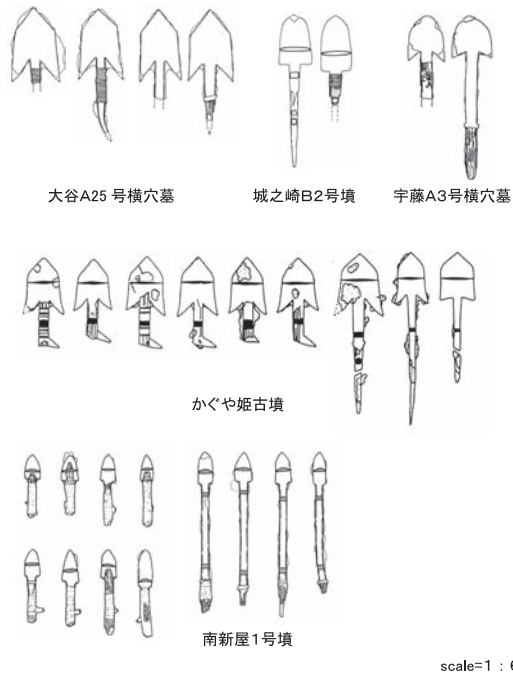 大谷A25 号横穴墓
城之崎B2号墳
宇藤A3号横穴墓
かぐや姫古墳
南新屋1号墳
scale=1 : 6